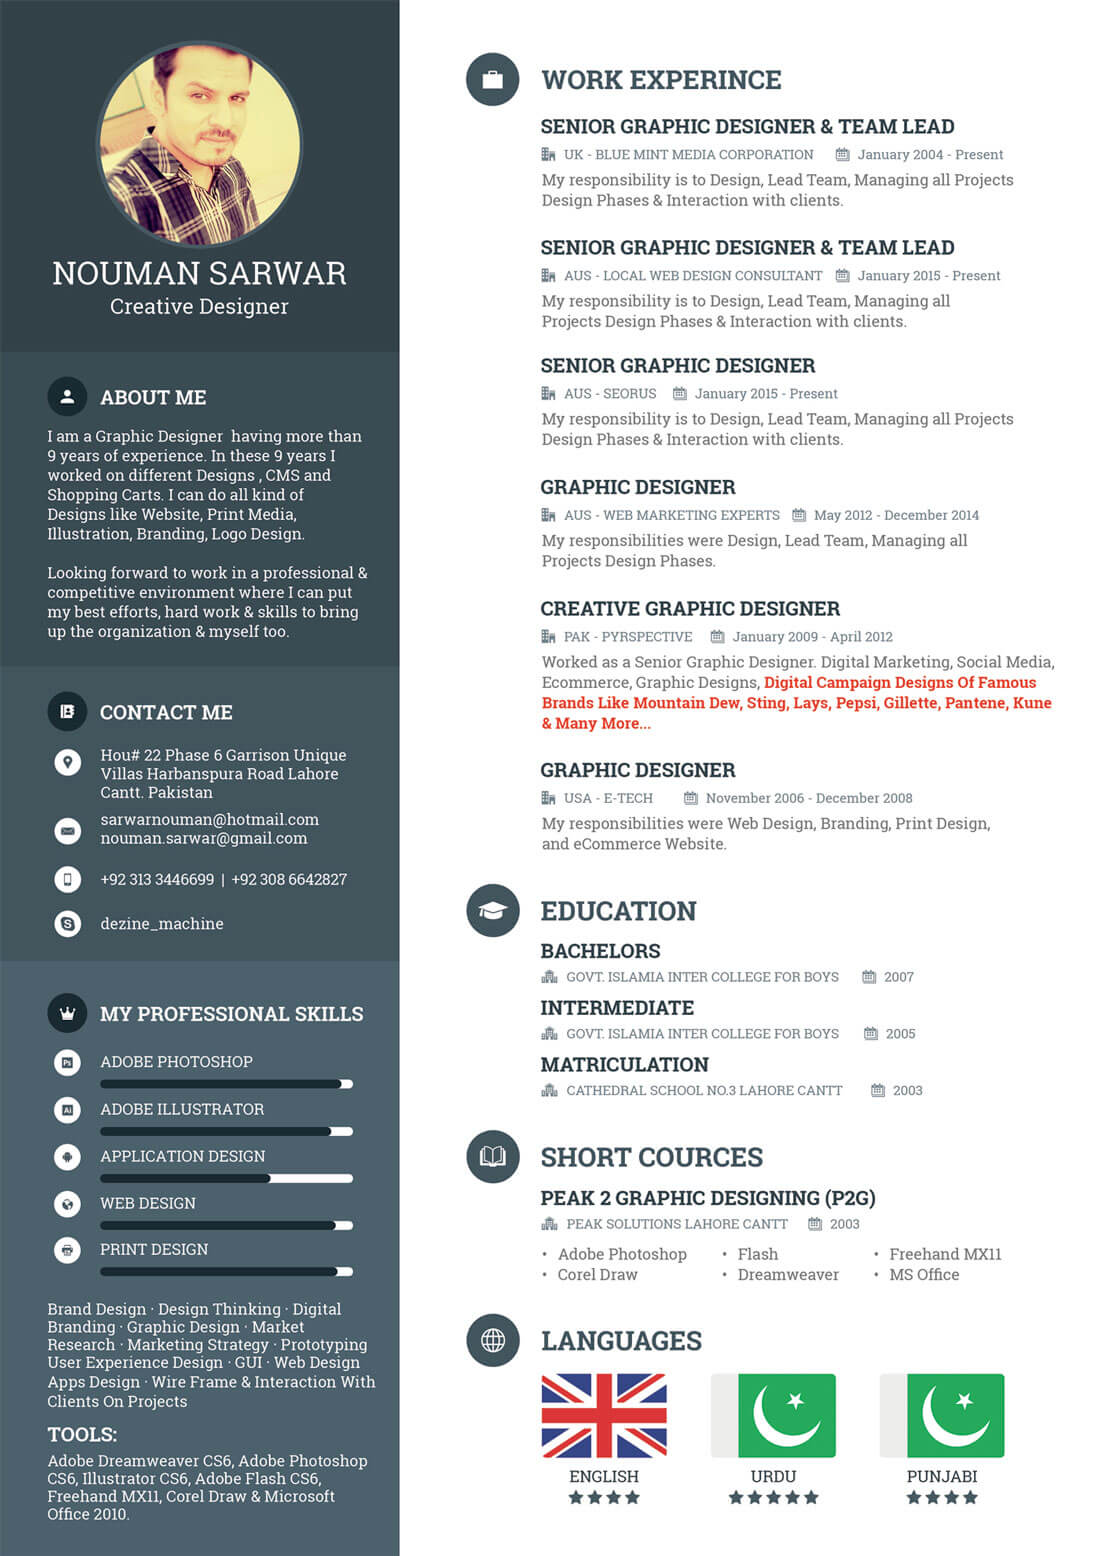 NOUMAN SARWAR
Creative Designer
ABOUT ME
I am a Graphic Designer having more than
9 years of experience. In these 9 years I
worked on different Designs , CMS and
Shopping Carts. I can do all kind of
Designs like Website, Print Media,
Illustration, Branding, Logo Design.
Looking forward to work in a professional &
competitive environment where I can put
my best efforts, hard work & skills to bring
up the organization & myself too.
CONTACT ME
Hou# 22 Phase 6 Garrison Unique
Villas Harbanspura Road Lahore
Cantt. Pakistan
sarwarnouman@hotmail.com
nouman.sarwar@gmail.com
+92 313 3446699 | +92 308 6642827
dezine_machine
MY PROFESSIONAL SKILLS
Ps ADOBE PHOTOSHOP
Ai ADOBE ILLUSTRATOR
APPLICATION DESIGN
WEB DESIGN
PRINT DESIGN
Brand Design · Design Thinking · Digital
Branding · Graphic Design · Market
Research · Marketing Strategy · Prototyping
User Experience Design · GUI · Web Design
Apps Design · Wire Frame & Interaction With
Clients On Projects
TOOLS:
Adobe Dreamweaver CS6, Adobe Photoshop
CS6, Illustrator CS6, Adobe Flash CS6,
Freehand MX11, Corel Draw & Microsoft
Office 2010.
WORK EXPERINCE
SENIOR GRAPHIC DESIGNER & TEAM LEAD
UK - BLUE MINT MEDIA CORPORATION January 2004 - Present
My responsibility is to Design, Lead Team, Managing all Projects
Design Phases & Interaction with clients.
SENIOR GRAPHIC DESIGNER & TEAM LEAD
AUS - LOCAL WEB DESIGN CONSULTANT January 2015 - Present
My responsibility is to Design, Lead Team, Managing all
Projects Design Phases & Interaction with clients.
SENIOR GRAPHIC DESIGNER
AUS - SEORUS January 2015 - Present
My responsibility is to Design, Lead Team, Managing all Projects
Design Phases & Interaction with clients.
GRAPHIC DESIGNER
AUS - WEB MARKETING EXPERTS May 2012 - December 2014
My responsibilities were Design, Lead Team, Managing all
Projects Design Phases.
CREATIVE GRAPHIC DESIGNER
PAK - PYRSPECTIVE January 2009 - April 2012
Worked as a Senior Graphic Designer. Digital Marketing, Social Media,
Ecommerce, Graphic Designs, Digital Campaign Designs Of Famous
Brands Like Mountain Dew, Sting, Lays, Pepsi, Gillette, Pantene, Kune
& Many More...
GRAPHIC DESIGNER
USA - E-TECH November 2006 - December 2008
My responsibilities were Web Design, Branding, Print Design,
and eCommerce Website.
EDUCATION
BACHELORS
GOVT. ISLAMIA INTER COLLEGE FOR BOYS 2007
INTERMEDIATE
GOVT. ISLAMIA INTER COLLEGE FOR BOYS 2005
MATRICULATION
CATHEDRAL SCHOOL NO.3 LAHORE CANTT 2003
SHORT COURCES
PEAK 2 GRAPHIC DESIGNING (P2G)
PEAK SOLUTIONS LAHORE CANTT 2003
• Adobe Photoshop • Flash • Freehand MX11
• Corel Draw • Dreamweaver • MS Office
LANGUAGES
ENGLISH URDU PUNJABI